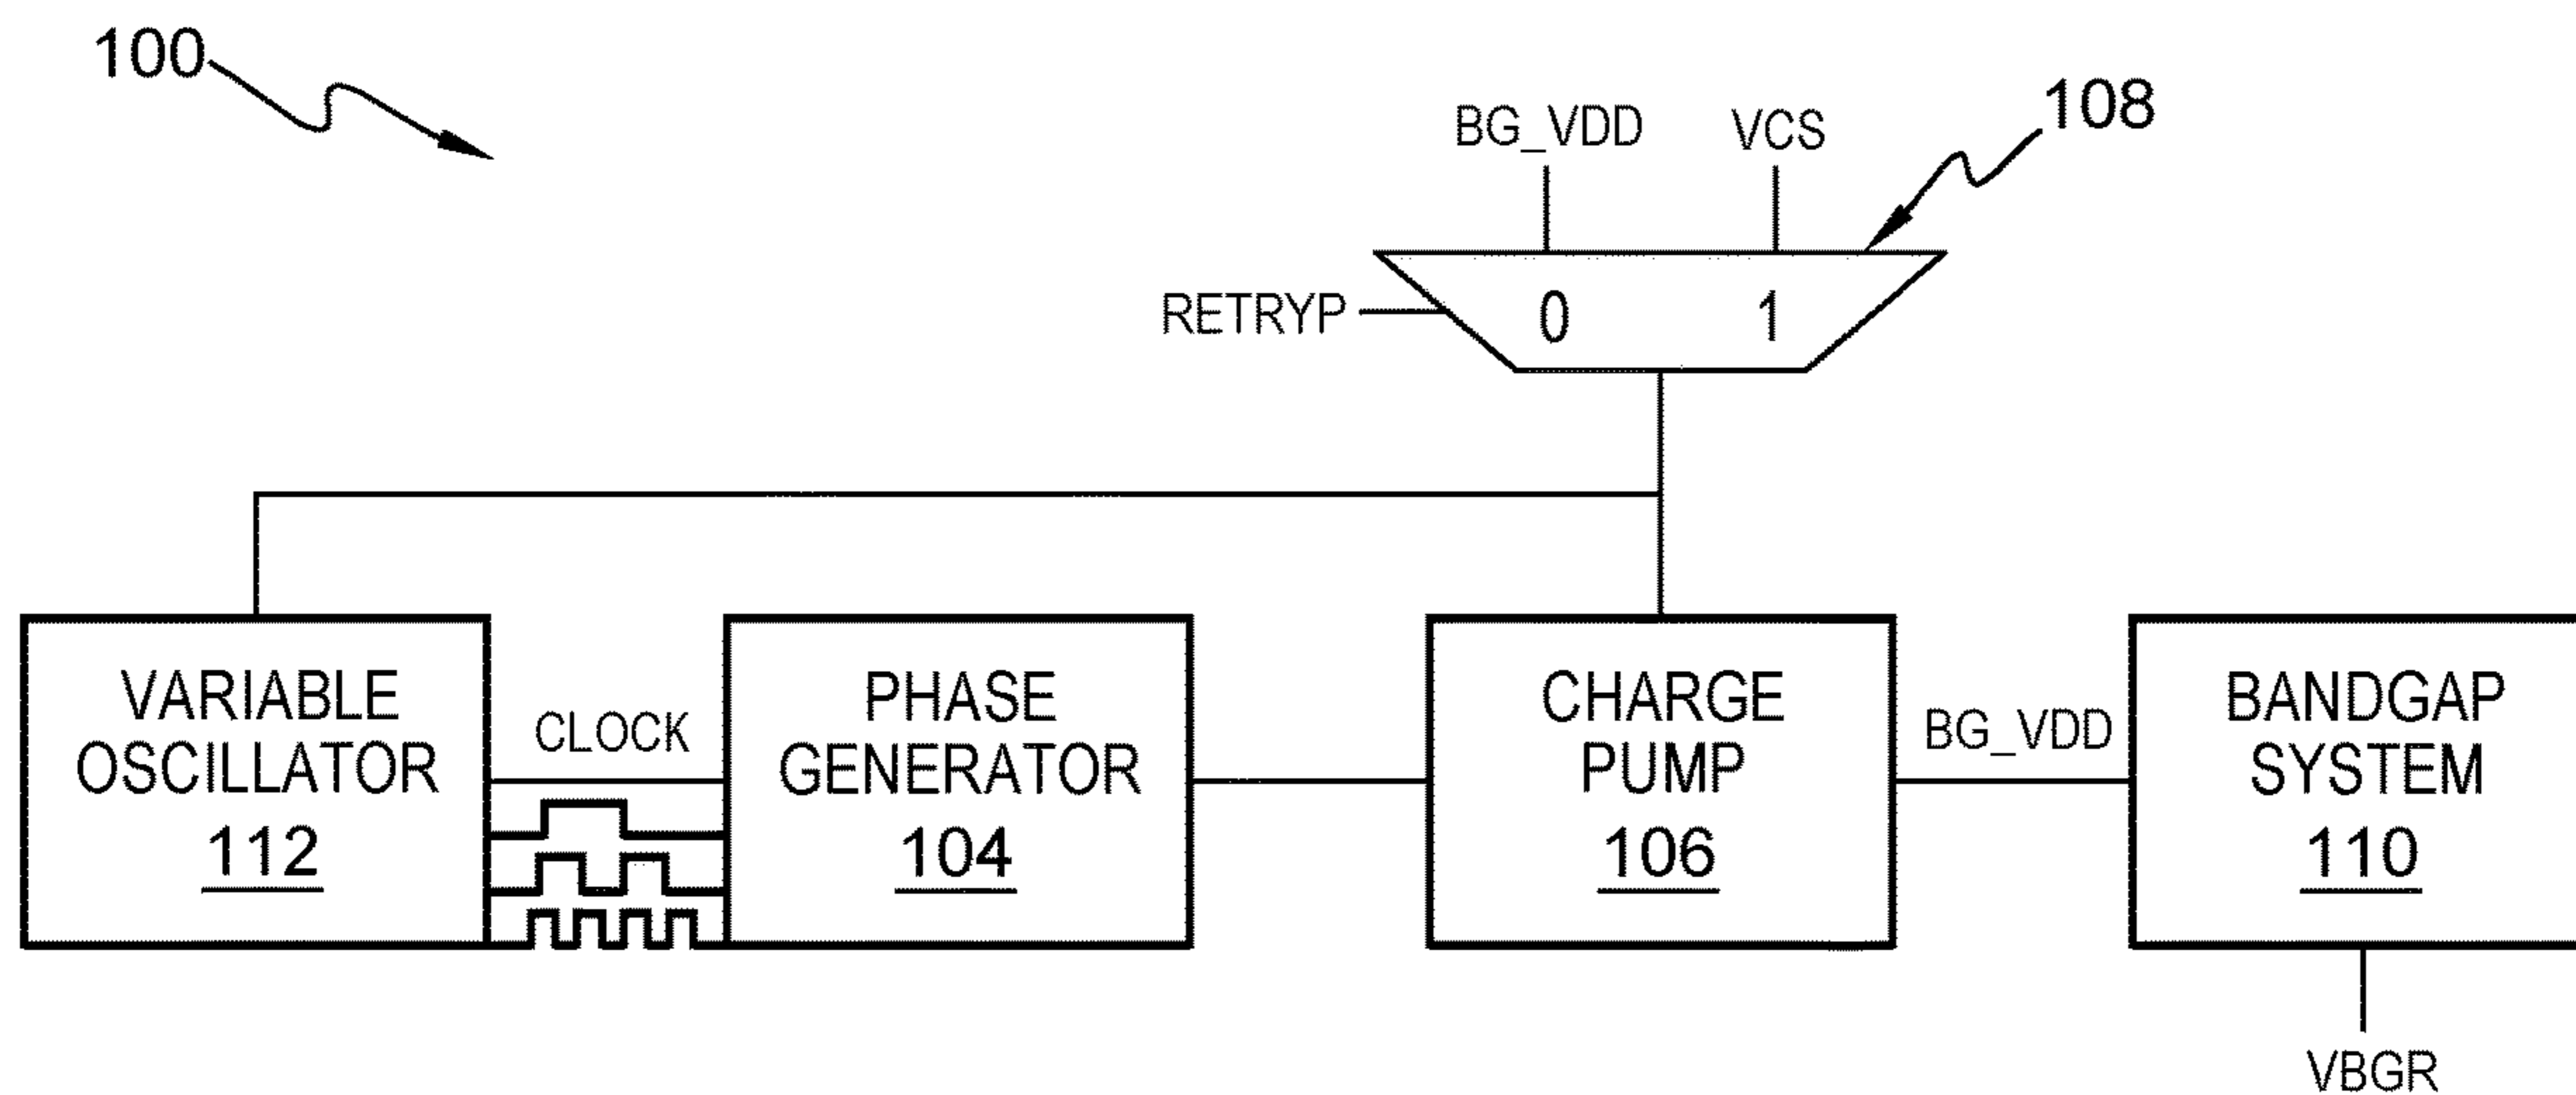 100
BG_VDD
VCS
108
RETRYP
0
1
VARIABLE
OSCILLATOR
112
CLOCK
PHASE
GENERATOR
104
CHARGE
PUMP
106
BG_VDD
BANDGAP
SYSTEM
110
VBGR